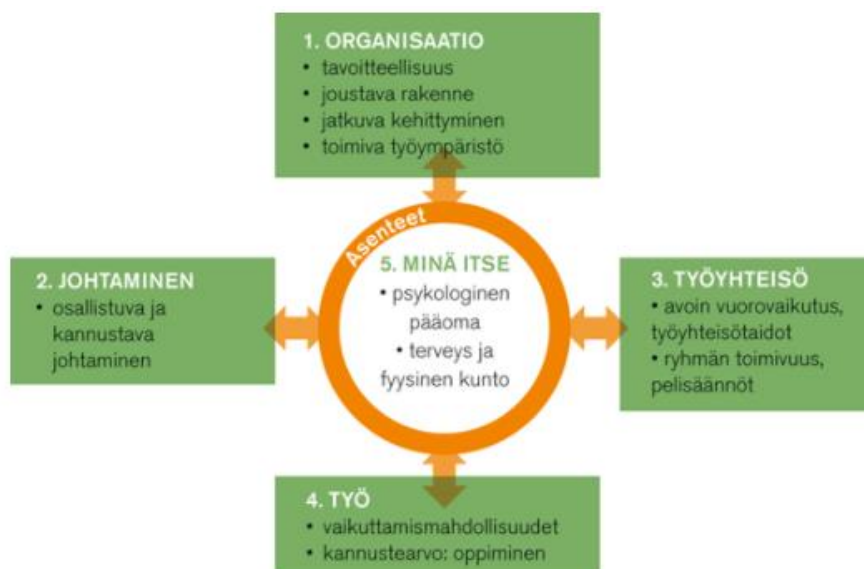 1. ORGANISAATIO
• tavoitteellisuus
• joustava rakenne
• jatkuva kehittyminen
• toimiva työympäristö
Asenteet
2. JOHTAMINEN
• osallistuva ja
kannustava
johtaminen
5. MINÄ ITSE
• psykologinen
pääoma
• terveys ja
fyysinen kunto
3. TYÖYHTEISÖ
• avoin vuorovaikutus,
työyhteisötaidot
• ryhmän toimivuus,
pelisäännöt
4. TYÖ
• vaikuttamismahdollisuudet
• kannustearvo: oppiminen